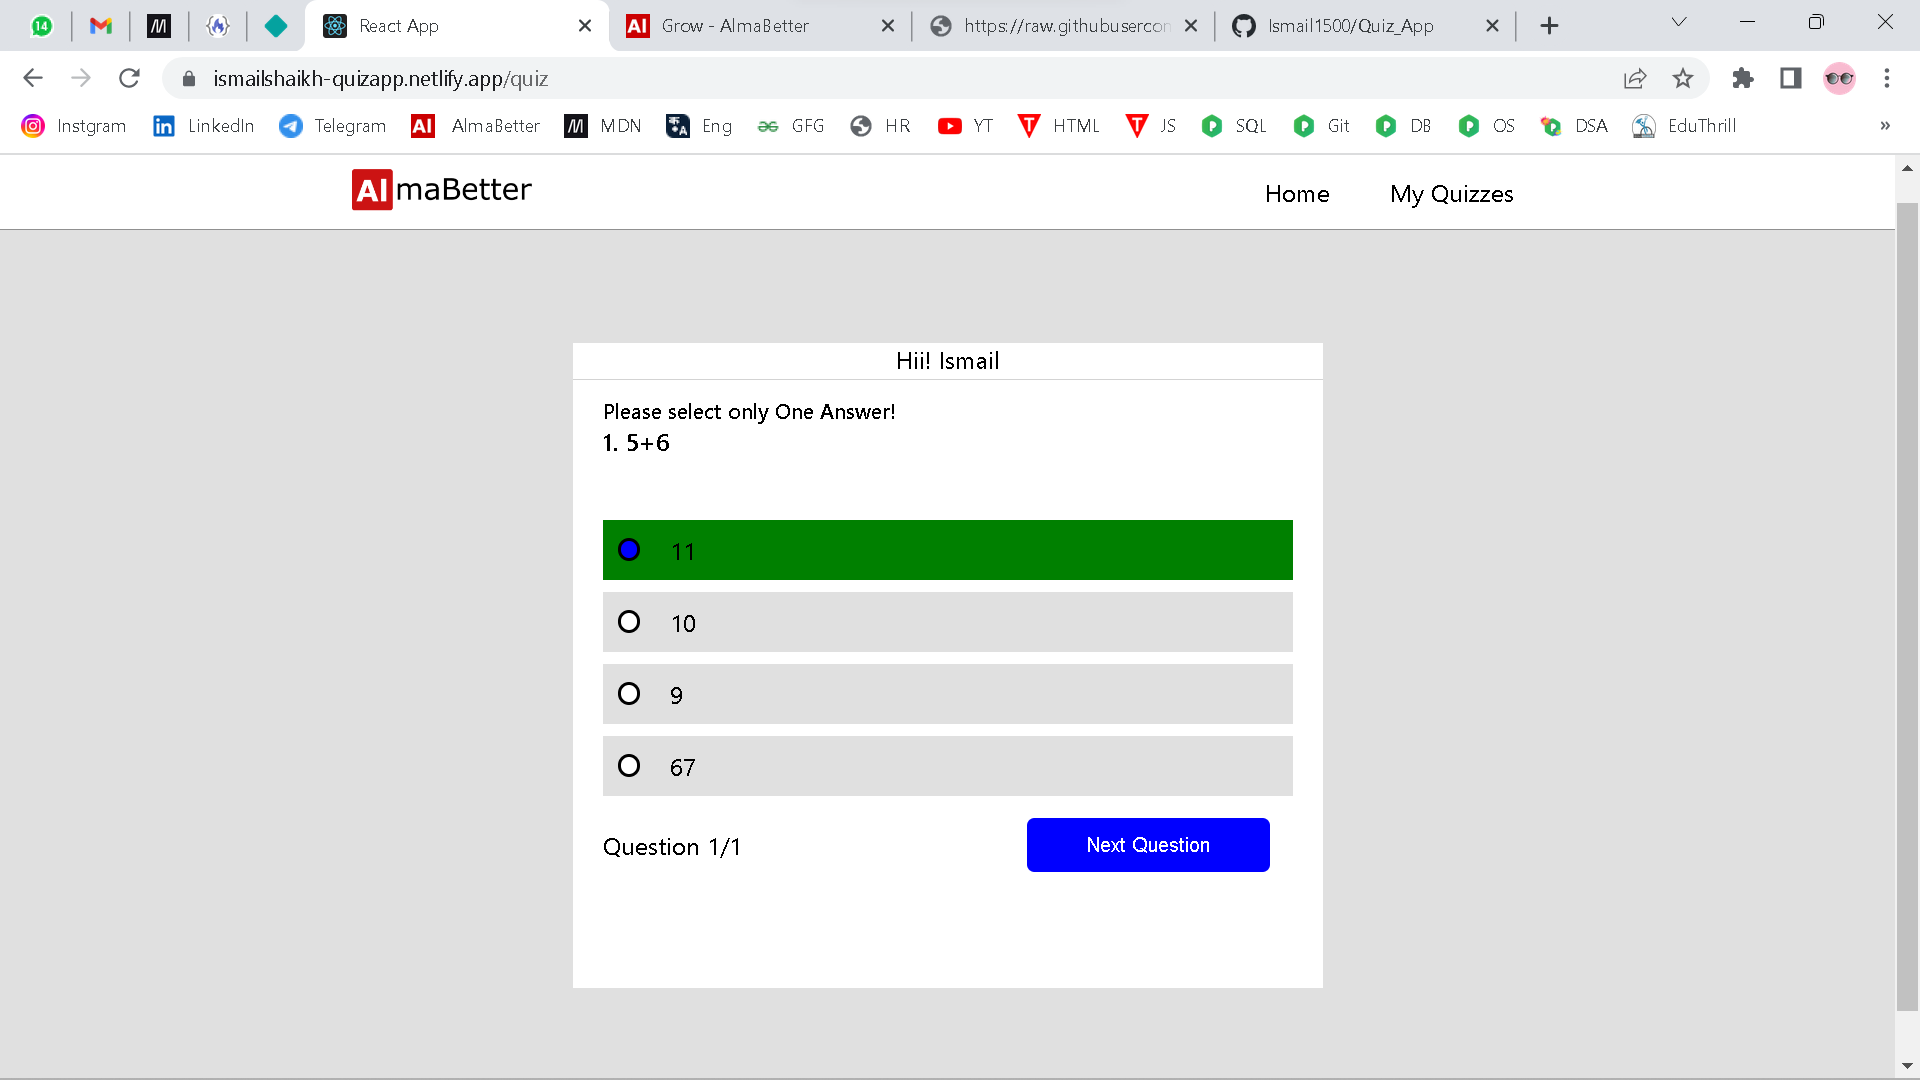 14
React App
Grow - AlmaBetter
https://raw.githubusercon
Ismail1500/Quiz_App
ismailshaikh-quizapp.netlify.app/quiz
Instgram LinkedIn Telegram AlmaBetter MDN Eng GFG HR YT HTML JS SQL Git DB OS DSA EduThrill »
AlmaBetter Home My Quizzes
Hii! Ismail
Please select only One Answer!
1. 5+6
11
10
9
67
Question 1/1 Next Question